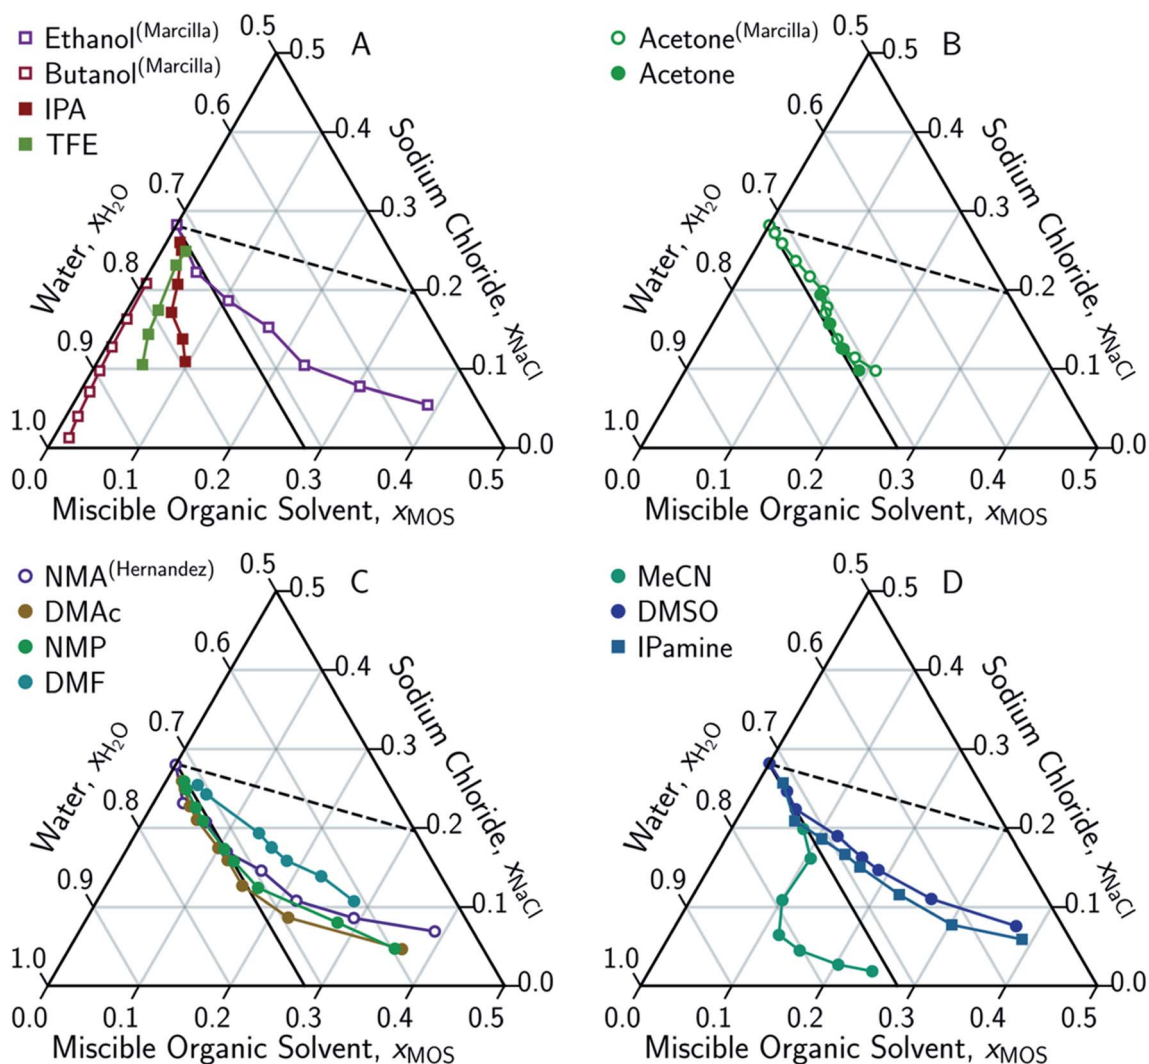 A
Ethanol(Marcilla)
Butanol(Marcilla)
IPA
TFE
0.5
0.6
0.7
0.8
0.9
1.0
Water, xH2O
0.5
0.4
0.3
0.2
0.1
0.0
Sodium Chloride, xNaCl
0.0 0.1 0.2 0.3 0.4 0.5
Miscible Organic Solvent, xMOS
B
Acetone(Marcilla)
Acetone
0.5
0.6
0.7
0.8
0.9
1.0
Water, xH2O
0.5
0.4
0.3
0.2
0.1
0.0
Sodium Chloride, xNaCl
0.0 0.1 0.2 0.3 0.4 0.5
Miscible Organic Solvent, xMOS
C
NMA(Hernandez)
DMAc
NMP
DMF
0.5
0.6
0.7
0.8
0.9
1.0
Water, xH2O
0.5
0.4
0.3
0.2
0.1
0.0
Sodium Chloride, xNaCl
0.0 0.1 0.2 0.3 0.4 0.5
Miscible Organic Solvent, xMOS
D
MeCN
DMSO
IPamine
0.5
0.6
0.7
0.8
0.9
1.0
Water, xH2O
0.5
0.4
0.3
0.2
0.1
0.0
Sodium Chloride, xNaCl
0.0 0.1 0.2 0.3 0.4 0.5
Miscible Organic Solvent, xMOS